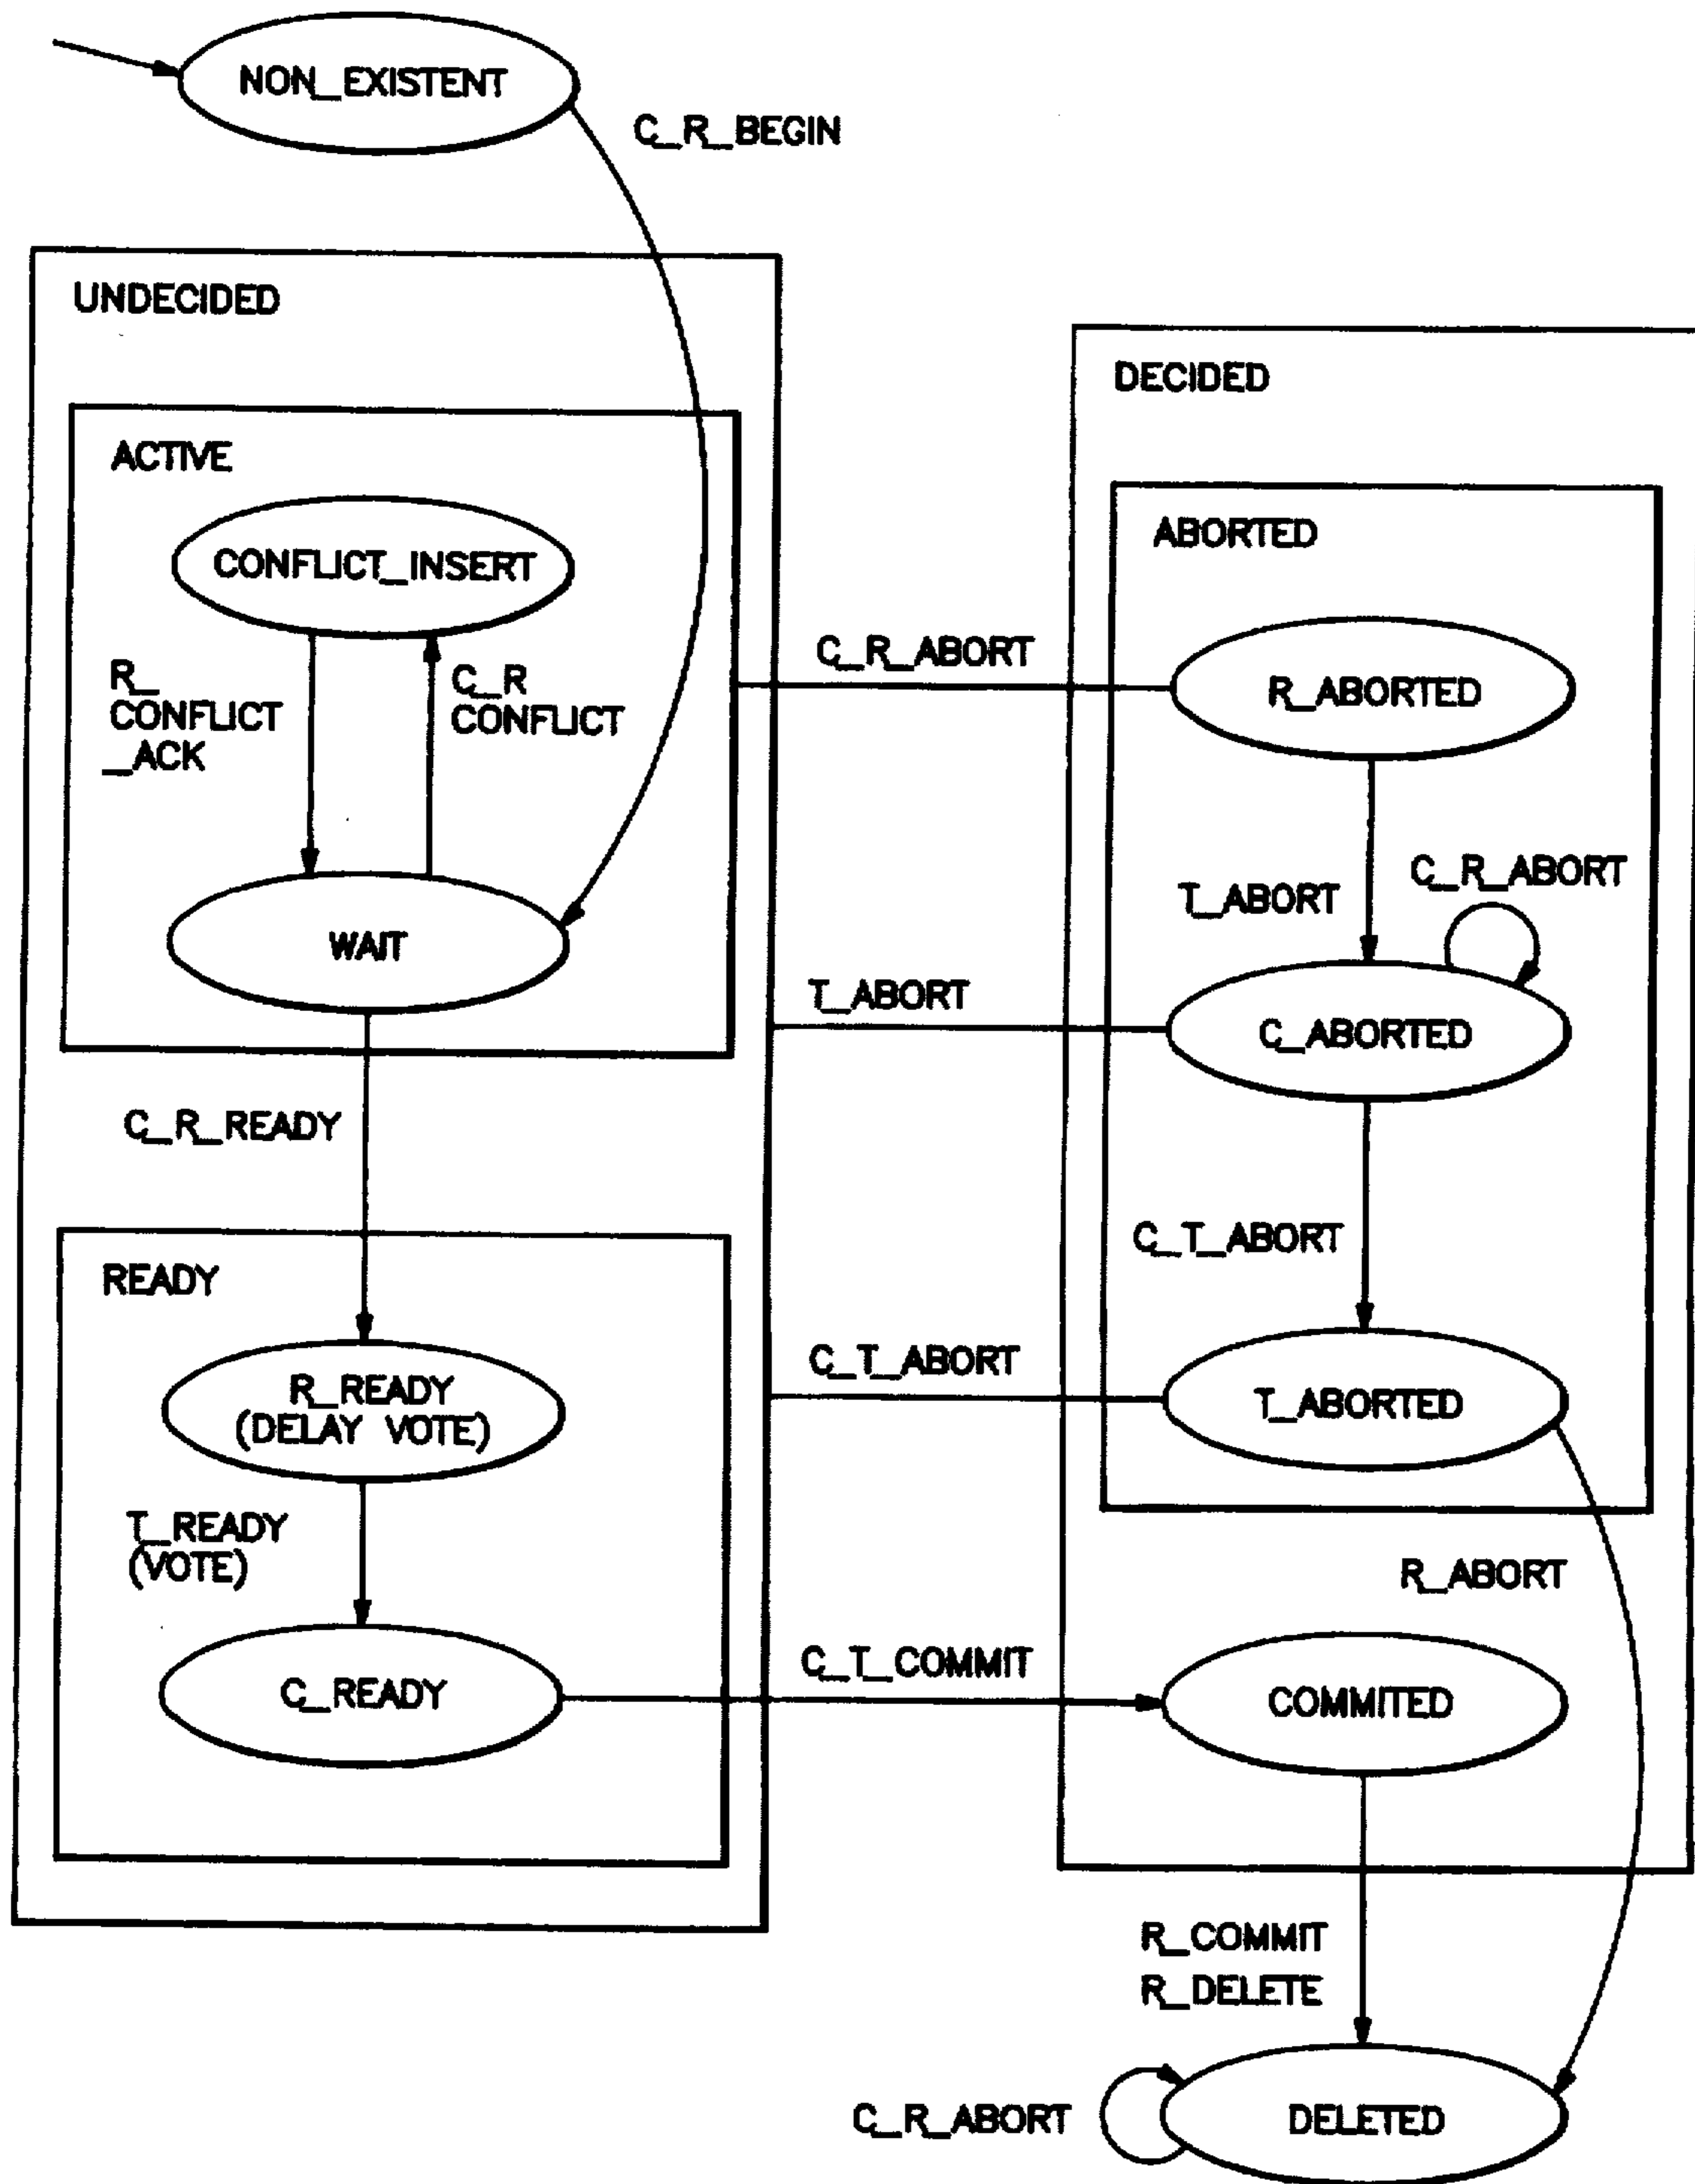 NON_EXISTENT
C_R_BEGIN
UNDECIDED
DECIDED
ACTIVE
ABORTED
CONFLICT_INSERT
R_
CONFLICT
_ACK
C_R
CONFLICT
C_R_ABORT
R_ABORTED
T_ABORT
C_R_ABORT
WAIT
T_ABORT
C_ABORTED
C_R_READY
C_T_ABORT
READY
R_READY
(DELAY VOTE)
C_T_ABORT
T_ABORTED
T_READY
(VOTE)
R_ABORT
C_READY
C_T_COMMIT
COMMITED
R_COMMIT
R_DELETE
C_R_ABORT
DELETED